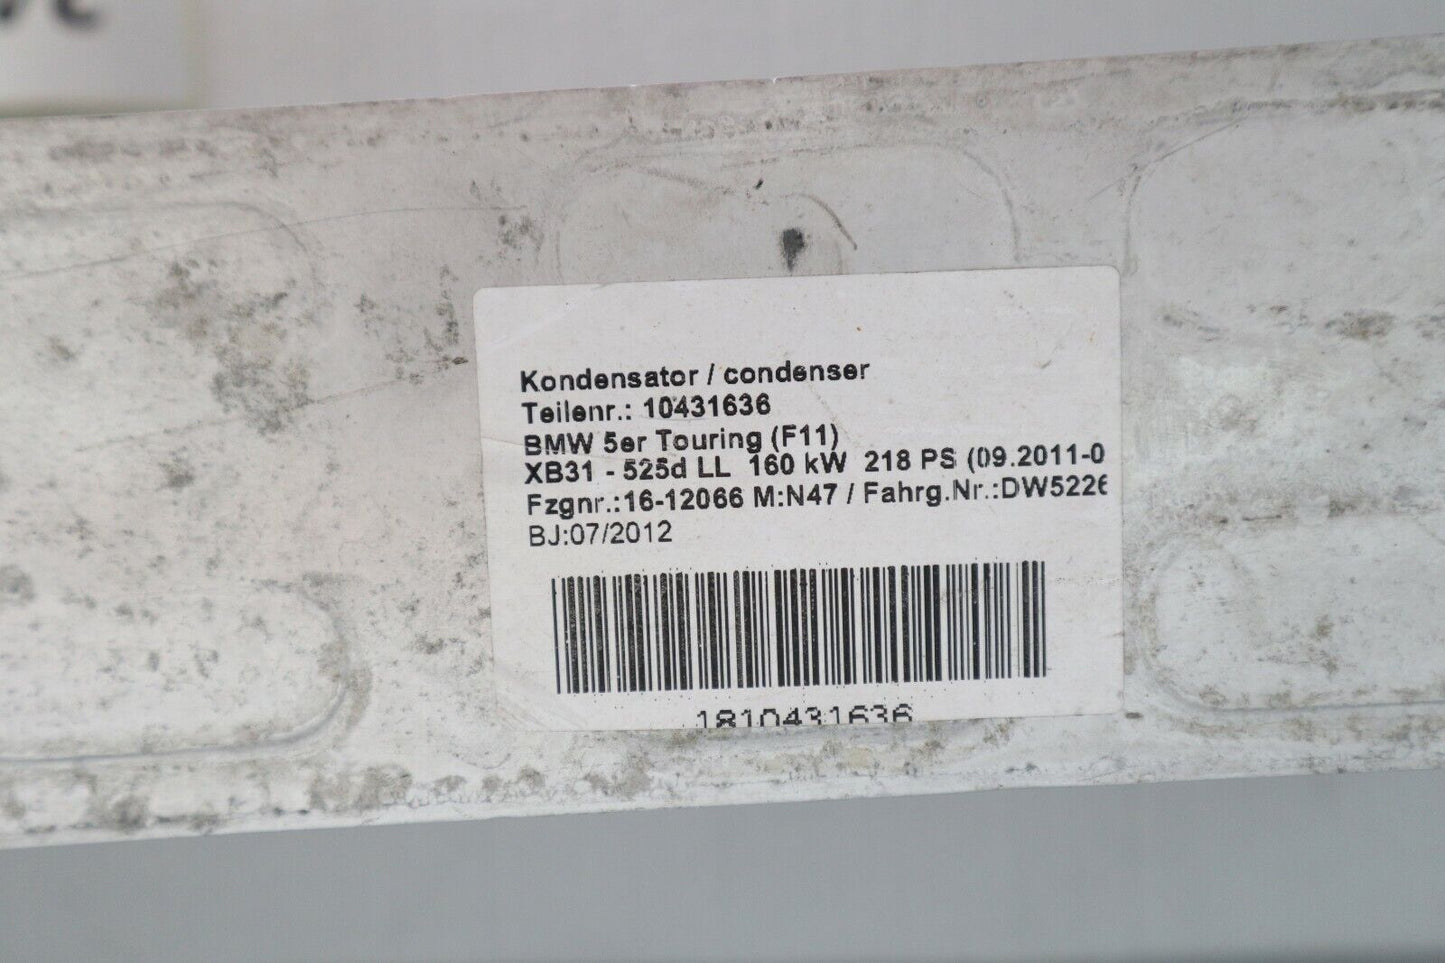 Kondensator / condenser
Teilenr.: 10431636
BMW 5er Touring (F11)
XB31 - 525d LL 160 kW 218 PS (09.2011-0
Fzgnr.:16-12066 M:N47 / Fahrg.Nr.:DW5226
BJ:07/2012
1810431636